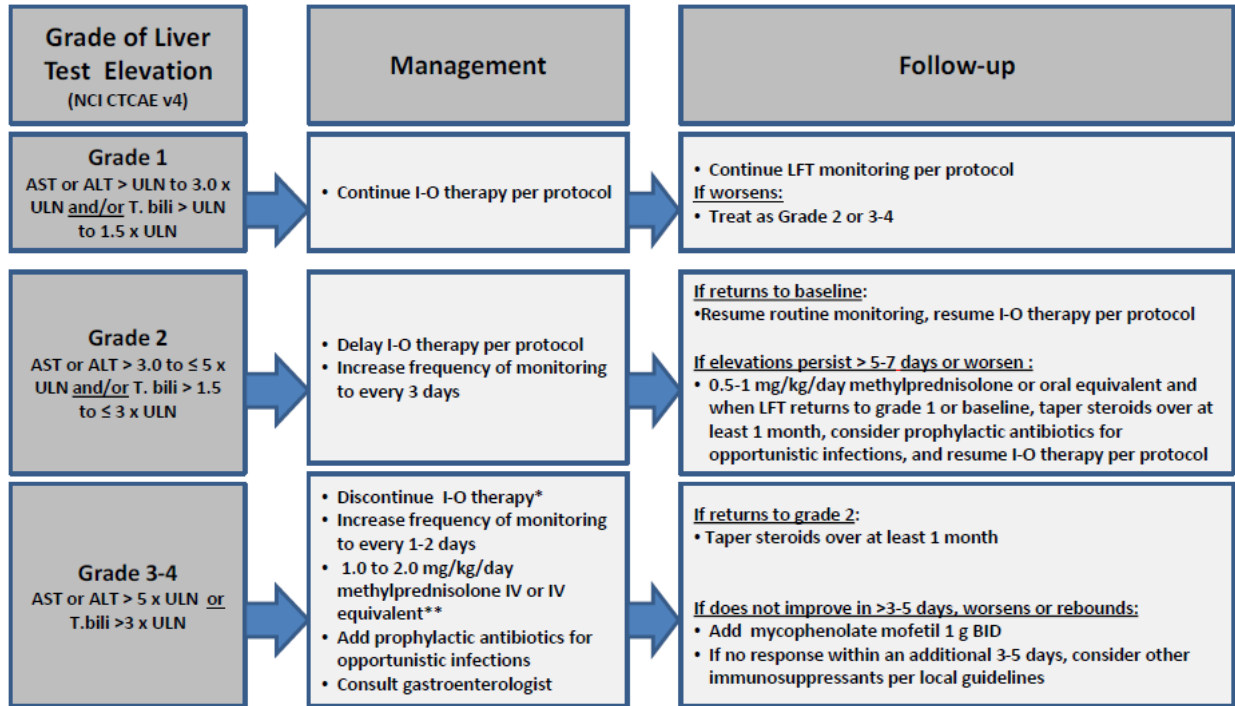 Grade of Liver
Test Elevation
(NCI CTCAE v4)
Management
Follow-up
Grade 1
AST or ALT > ULN to 3.0 x
ULN and/or T. bili > ULN
to 1.5 x ULN
• Continue I-O therapy per protocol
• Continue LFT monitoring per protocol
If worsens:
• Treat as Grade 2 or 3-4
Grade 2
AST or ALT > 3.0 to ≤ 5 x
ULN and/or T. bili > 1.5
to ≤ 3 x ULN
• Delay I-O therapy per protocol
• Increase frequency of monitoring
to every 3 days
If returns to baseline:
•Resume routine monitoring, resume I-O therapy per protocol
If elevations persist > 5-7 days or worsen :
• 0.5-1 mg/kg/day methylprednisolone or oral equivalent and
when LFT returns to grade 1 or baseline, taper steroids over at
least 1 month, consider prophylactic antibiotics for
opportunistic infections, and resume I-O therapy per protocol
Grade 3-4
AST or ALT > 5 x ULN or
T.bili >3 x ULN
• Discontinue I-O therapy*
• Increase frequency of monitoring
to every 1-2 days
• 1.0 to 2.0 mg/kg/day
methylprednisolone IV or IV
equivalent**
• Add prophylactic antibiotics for
opportunistic infections
• Consult gastroenterologist
If returns to grade 2:
• Taper steroids over at least 1 month
If does not improve in >3-5 days, worsens or rebounds:
• Add mycophenolate mofetil 1 g BID
• If no response within an additional 3-5 days, consider other
immunosuppressants per local guidelines